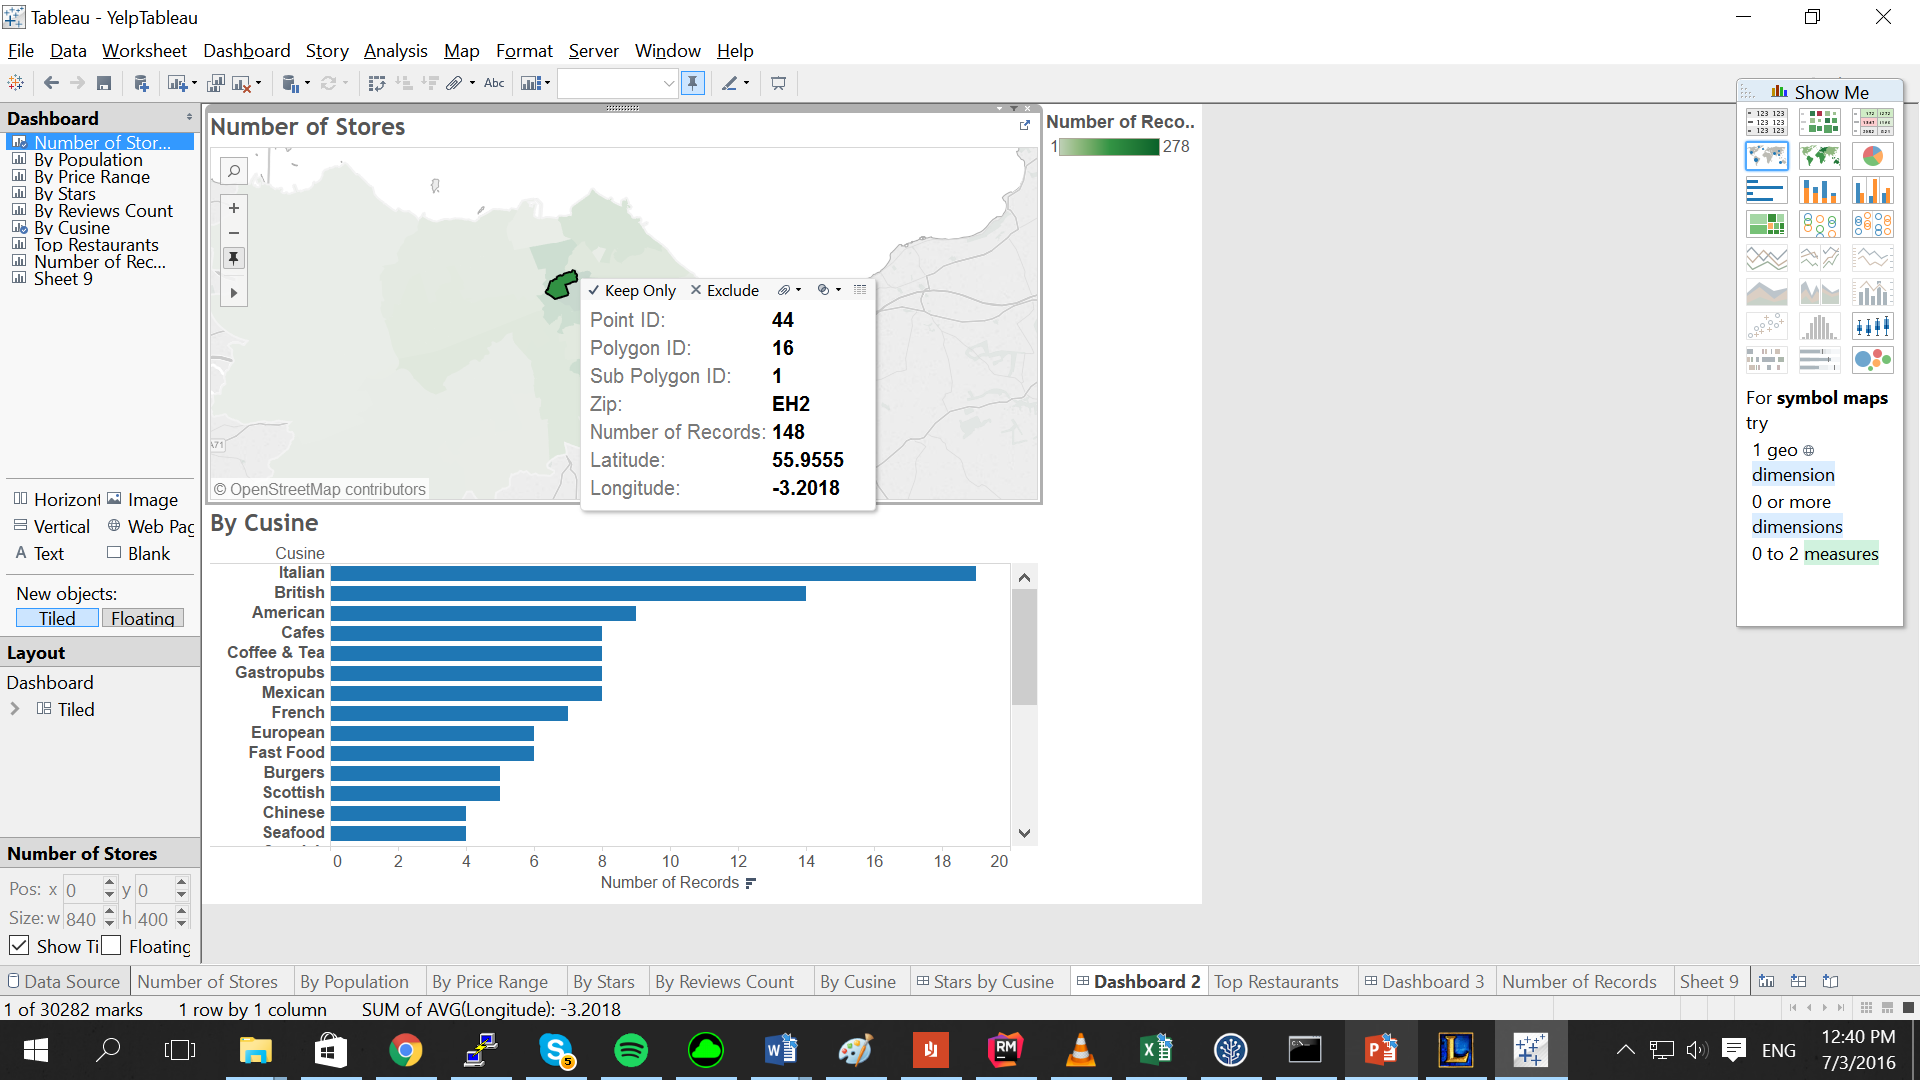 Tableau - YelpTableau
File Data Worksheet Dashboard Story Analysis Map Format Server Window Help
Abc
Dashboard
Number of Stor...
By Population
By Price Range
By Stars
By Reviews Count
By Cusine
Top Restaurants
Number of Rec...
Sheet 9
Horizont Image
Vertical Web Pag
A Text Blank
New objects:
Tiled Floating
Layout
Dashboard
Tiled
Number of Stores
Pos: x 0 y 0
Size: w 840 h 400
Show Ti Floating
Number of Stores
A71
© OpenStreetMap contributors
Keep Only Exclude
Point ID: 44
Polygon ID: 16
Sub Polygon ID: 1
Zip: EH2
Number of Records: 148
Latitude: 55.9555
Longitude: -3.2018
Number of Reco..
1 278
By Cusine
Cusine
Italian
British
American
Cafes
Coffee & Tea
Gastropubs
Mexican
French
European
Fast Food
Burgers
Scottish
Chinese
Seafood
0 2 4 6 8 10 12 14 16 18 20
Number of Records
Show Me
For symbol maps
try
1 geo
dimension
0 or more
dimensions
0 to 2 measures
Data Source Number of Stores By Population By Price Range By Stars By Reviews Count By Cusine Stars by Cusine Dashboard 2 Top Restaurants Dashboard 3 Number of Records Sheet 9
1 of 30282 marks 1 row by 1 column SUM of AVG(Longitude): -3.2018
5
RM
ENG
12:40 PM
7/3/2016